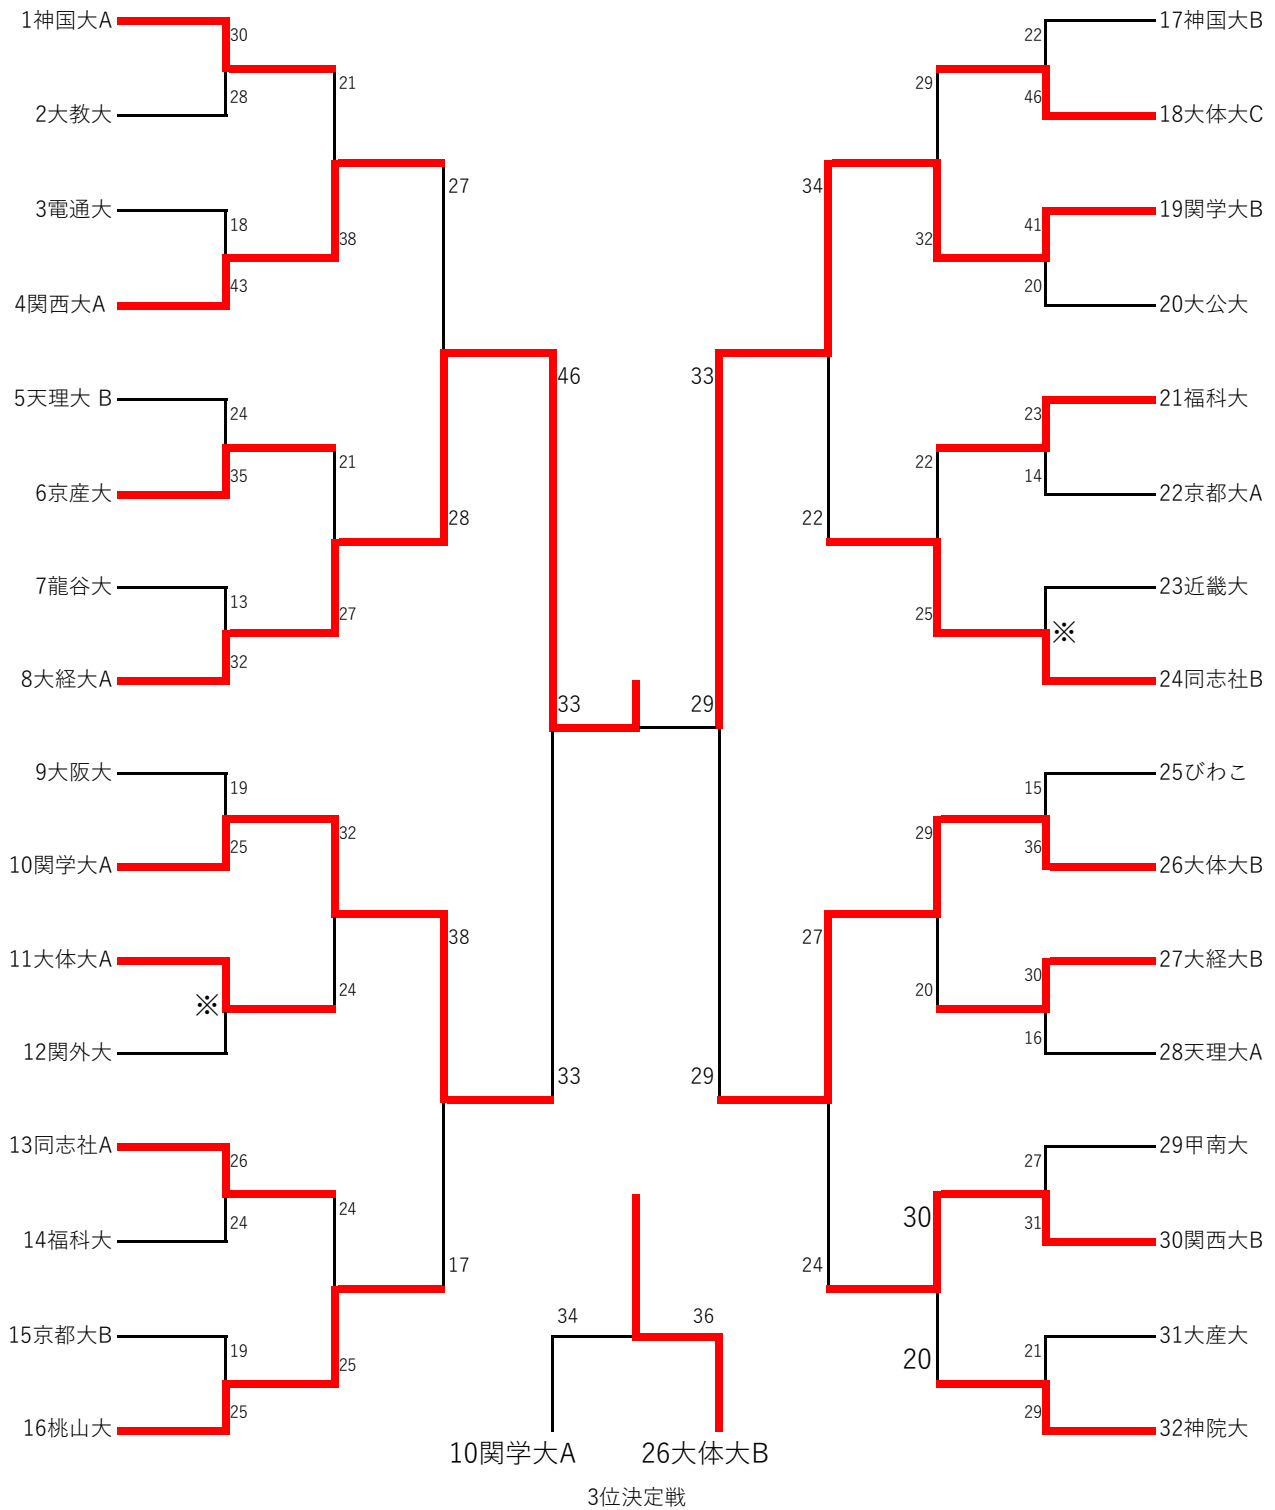 1神国大A
30
28
2大教大
21
3電通大
18
43
4関西大A
38
27
5天理大 B
24
35
6京産大
21
7龍谷大
13
32
8大経大A
27
28
46
9大阪大
19
25
10関学大A
32
11大体大A
※
12関外大
24
38
13同志社A
26
24
14福科大
24
15京都大B
19
25
16桃山大
25
17
33
33
17神国大B
22
46
18大体大C
29
19関学大B
41
20
20大公大
32
34
21福科大
23
14
22京都大A
22
23近畿大
※
24同志社B
25
22
33
25びわこ
15
36
26大体大B
29
27大経大B
30
16
28天理大A
20
27
29甲南大
27
31
30関西大B
30
31大産大
21
29
32神院大
20
24
29
29
34
36
10関学大A
26大体大B
3位決定戦